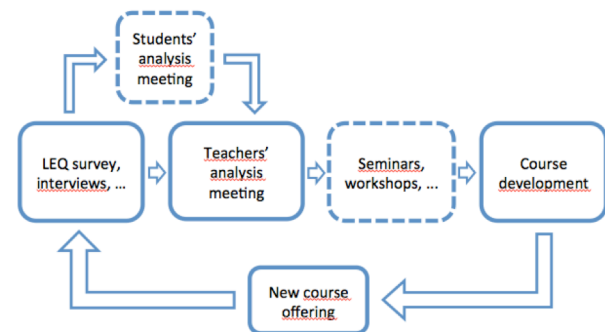 Students’
analysis
meeting
LEQ survey,
interviews, ...
Teachers’
analysis
meeting
Seminars,
workshops, ...
Course
development
New course
offering